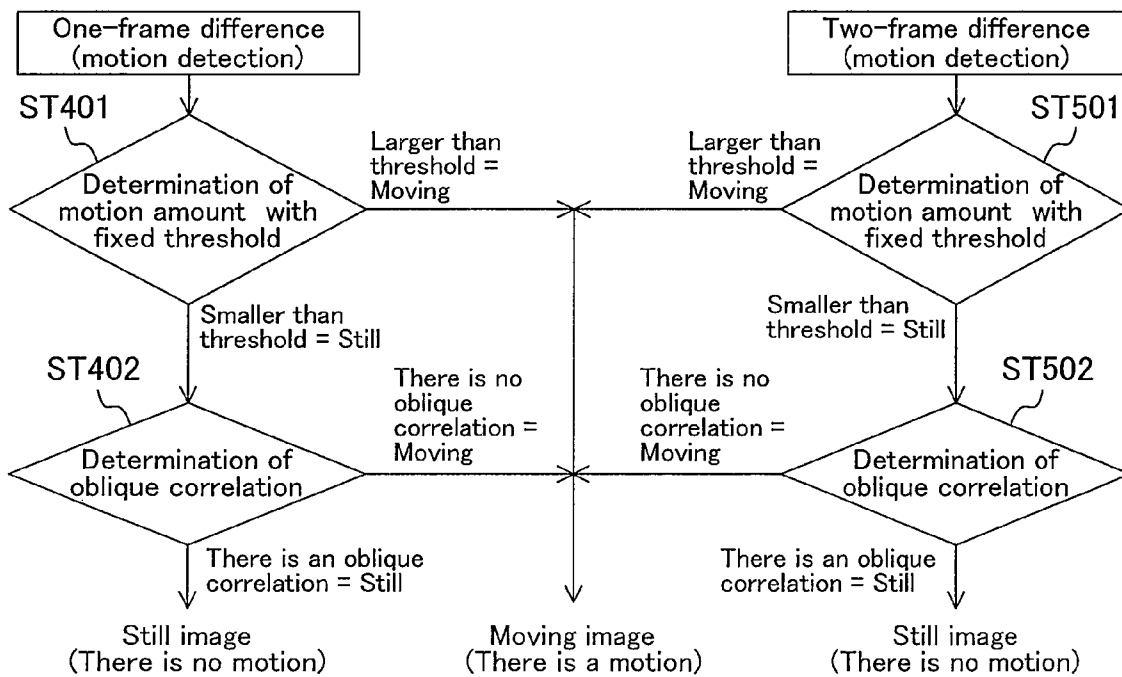 One-frame difference
(motion detection)
Two-frame difference
(motion detection)
ST401
ST501
Larger than
threshold =
Moving
Larger than
threshold =
Moving
Determination of
motion amount with
fixed threshold
Determination of
motion amount with
fixed threshold
Smaller than
threshold = Still
Smaller than
threshold = Still
ST402
ST502
There is no
oblique
correlation =
Moving
There is no
oblique
correlation =
Moving
Determination of
oblique correlation
Determination of
oblique correlation
There is an oblique
correlation = Still
There is an oblique
correlation = Still
Still image
(There is no motion)
Moving image
(There is a motion)
Still image
(There is no motion)